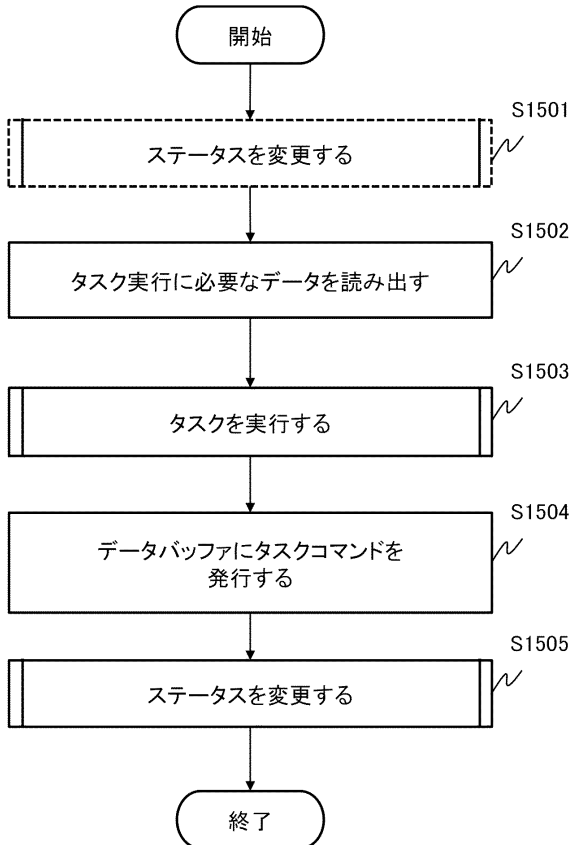 開始
S1501
ステータスを変更する
S1502
タスク実行に必要なデータを読み出す
S1503
タスクを実行する
S1504
データバッファにタスクコマンドを
発行する
S1505
ステータスを変更する
終了